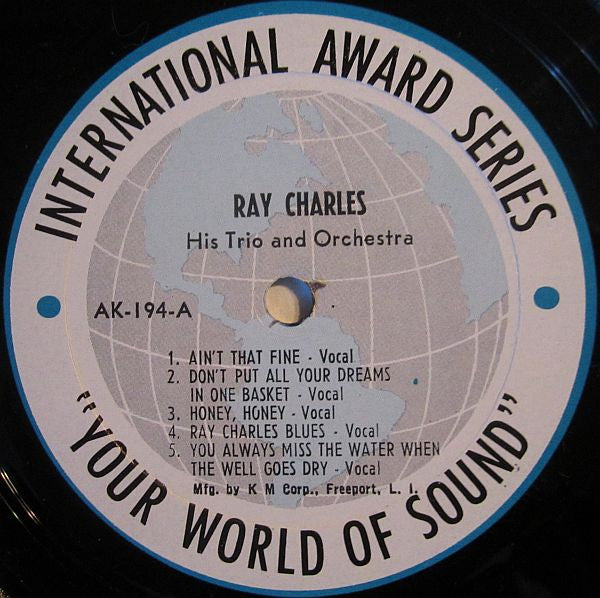 INTERNATIONAL AWARD SERIES
RAY CHARLES
His Trio and Orchestra
AK-194-A
1. AIN'T THAT FINE - Vocal
2. DON'T PUT ALL YOUR DREAMS
IN ONE BASKET - Vocal
3. HONEY, HONEY - Vocal
4. RAY CHARLES BLUES - Vocal
5. YOU ALWAYS MISS THE WATER WHEN
THE WELL GOES DRY - Vocal
Mfg. by K M Corp., Freeport, L. I.
"YOUR WORLD OF SOUND"